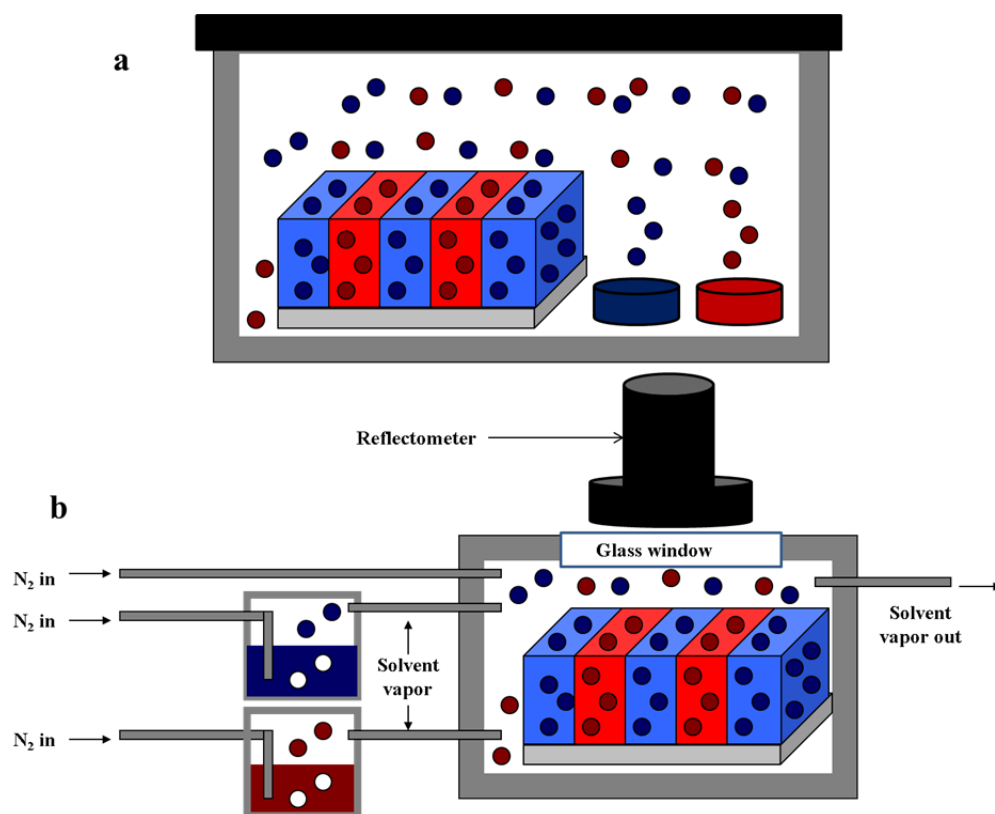 a
Reflectometer
b
Glass window
N₂ in
N₂ in
Solvent
vapor
Solvent
vapor out
N₂ in